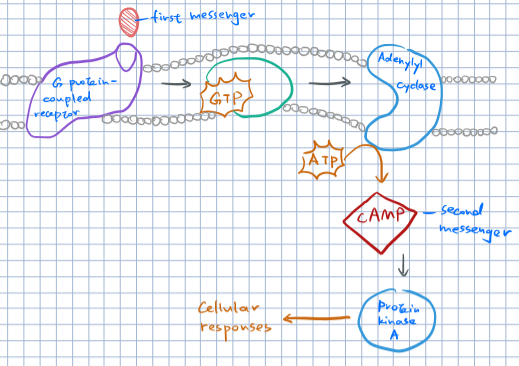 first messenger
G protein-
coupled
receptor
GTP
Adenylyl
cyclase
ATP
cAMP
second
messenger
Protein
kinase
A
Cellular
responses